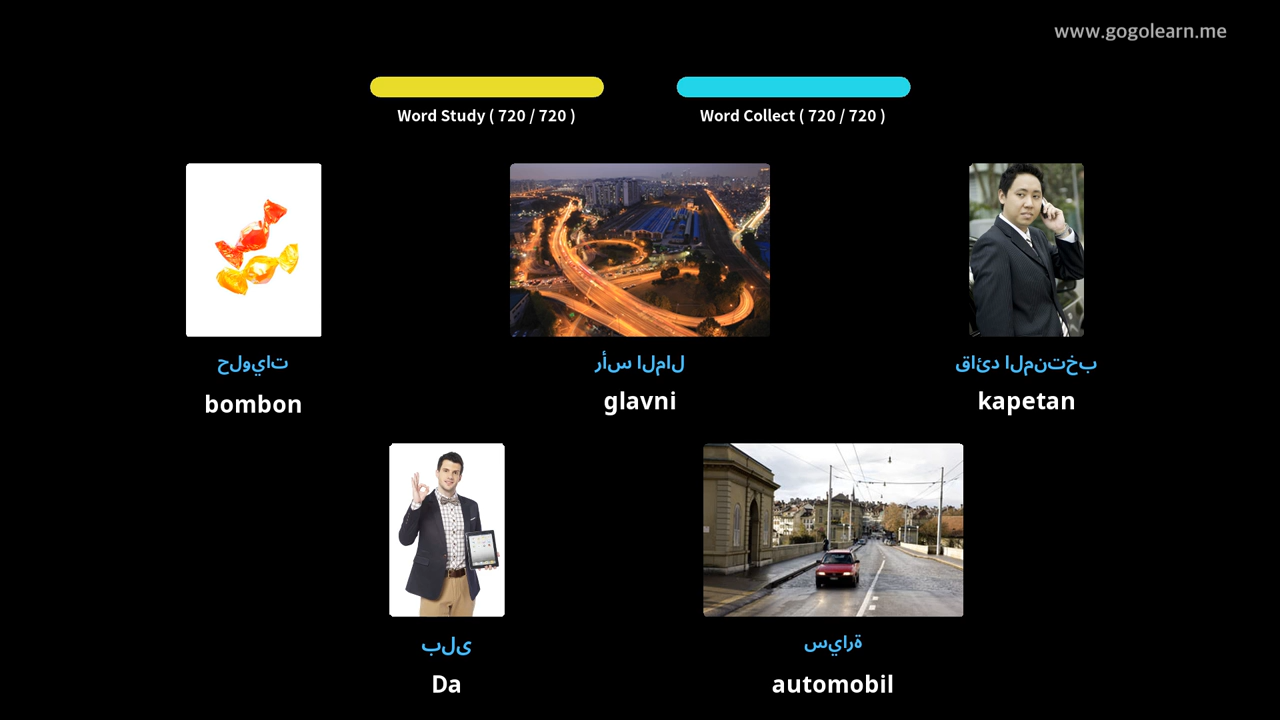 www.gogolearn.me
Word Study ( 720 / 720 )
Word Collect ( 720 / 720 )
حلويات
رأس المال
قائد المنتخب
bombon
glavni
kapetan
بلى
سيارة
Da
automobil